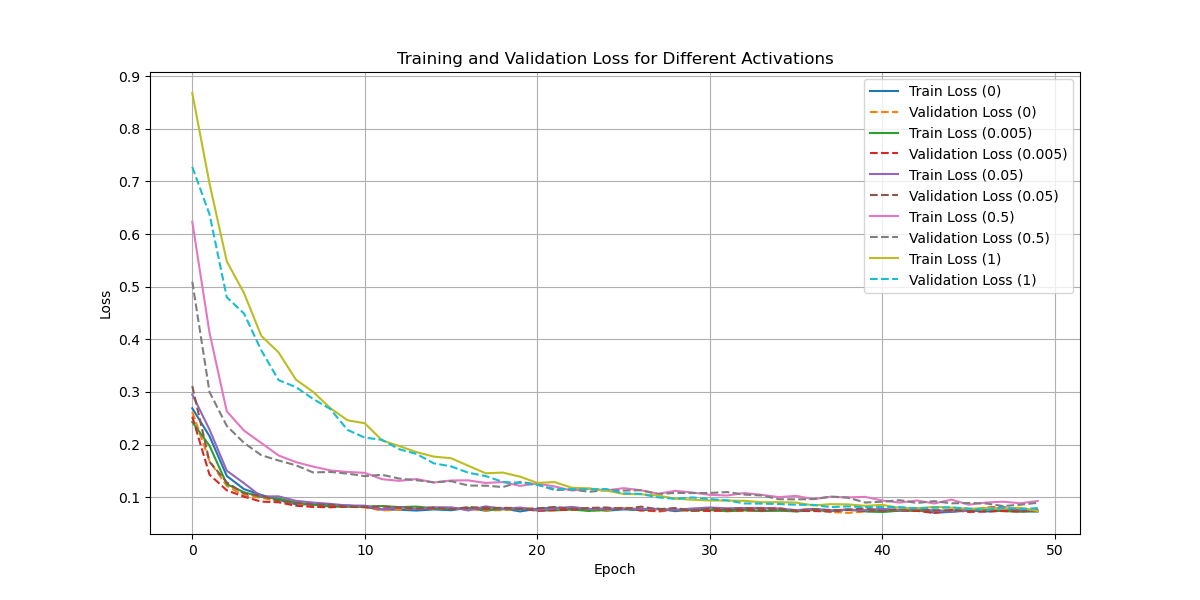 Training and Validation Loss for Different Activations
0.9
0.8
0.7
0.6
0.5
0.4
0.3
0.2
0.1
Loss
Train Loss (0)
Validation Loss (0)
Train Loss (0.005)
Validation Loss (0.005)
Train Loss (0.05)
Validation Loss (0.05)
Train Loss (0.5)
Validation Loss (0.5)
Train Loss (1)
Validation Loss (1)
0 10 20 30 40 50
Epoch